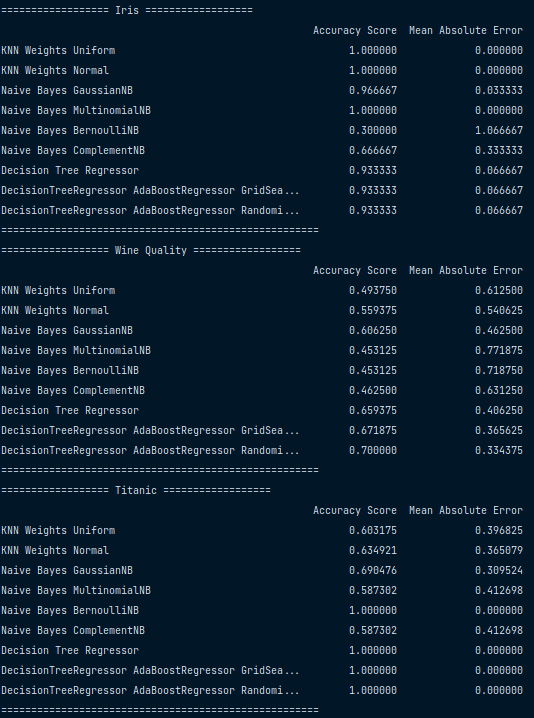 ================== Iris ==================
Accuracy Score Mean Absolute Error
KNN Weights Uniform 1.000000 0.000000
KNN Weights Normal 1.000000 0.000000
Naive Bayes GaussianNB 0.966667 0.033333
Naive Bayes MultinomialNB 1.000000 0.000000
Naive Bayes BernoulliNB 0.300000 1.066667
Naive Bayes ComplementNB 0.666667 0.333333
Decision Tree Regressor 0.933333 0.066667
DecisionTreeRegressor AdaBoostRegressor GridSea... 0.933333 0.066667
DecisionTreeRegressor AdaBoostRegressor Randomi... 0.933333 0.066667
=====================================================
================== Wine Quality ==================
Accuracy Score Mean Absolute Error
KNN Weights Uniform 0.493750 0.612500
KNN Weights Normal 0.559375 0.540625
Naive Bayes GaussianNB 0.606250 0.462500
Naive Bayes MultinomialNB 0.453125 0.771875
Naive Bayes BernoulliNB 0.453125 0.718750
Naive Bayes ComplementNB 0.462500 0.631250
Decision Tree Regressor 0.659375 0.406250
DecisionTreeRegressor AdaBoostRegressor GridSea... 0.671875 0.365625
DecisionTreeRegressor AdaBoostRegressor Randomi... 0.700000 0.334375
=====================================================
================== Titanic ==================
Accuracy Score Mean Absolute Error
KNN Weights Uniform 0.603175 0.396825
KNN Weights Normal 0.634921 0.365079
Naive Bayes GaussianNB 0.690476 0.309524
Naive Bayes MultinomialNB 0.587302 0.412698
Naive Bayes BernoulliNB 1.000000 0.000000
Naive Bayes ComplementNB 0.587302 0.412698
Decision Tree Regressor 1.000000 0.000000
DecisionTreeRegressor AdaBoostRegressor GridSea... 1.000000 0.000000
DecisionTreeRegressor AdaBoostRegressor Randomi... 1.000000 0.000000
=====================================================